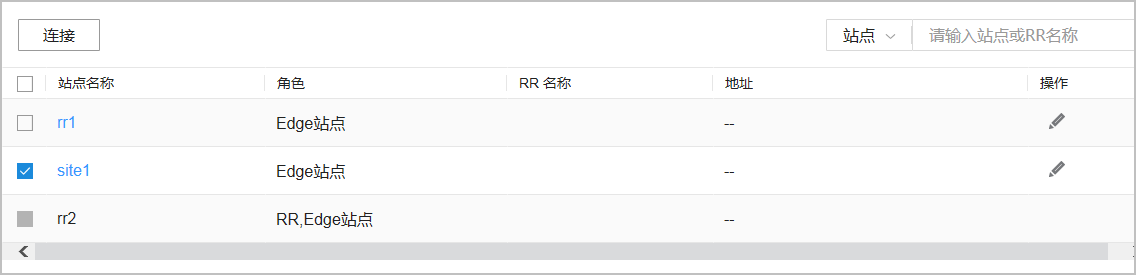 连接
站点
请输入站点或RR名称
站点名称 角色 RR 名称 地址 操作
rr1 Edge站点 --
site1 Edge站点 --
rr2 RR,Edge站点 --